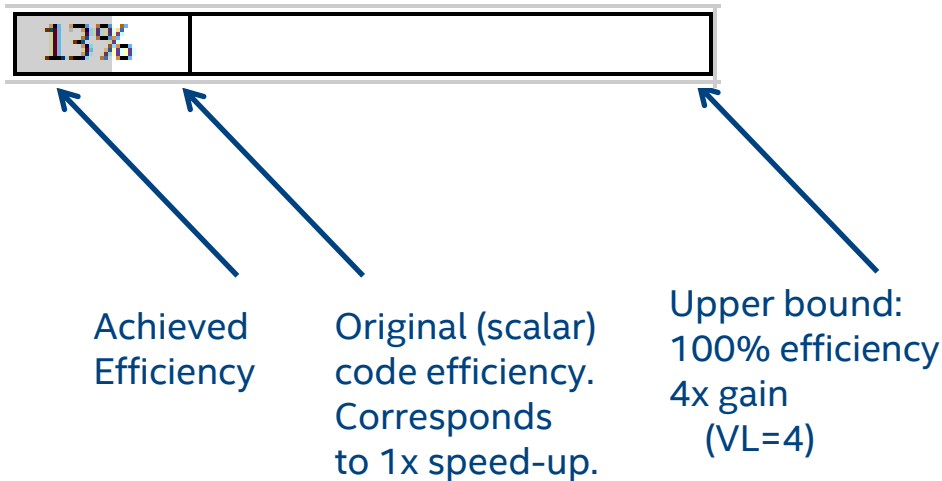 13%
Achieved
Efficiency
Original (scalar)
code efficiency.
Corresponds
to 1x speed-up.
Upper bound:
100% efficiency
4x gain
(VL=4)